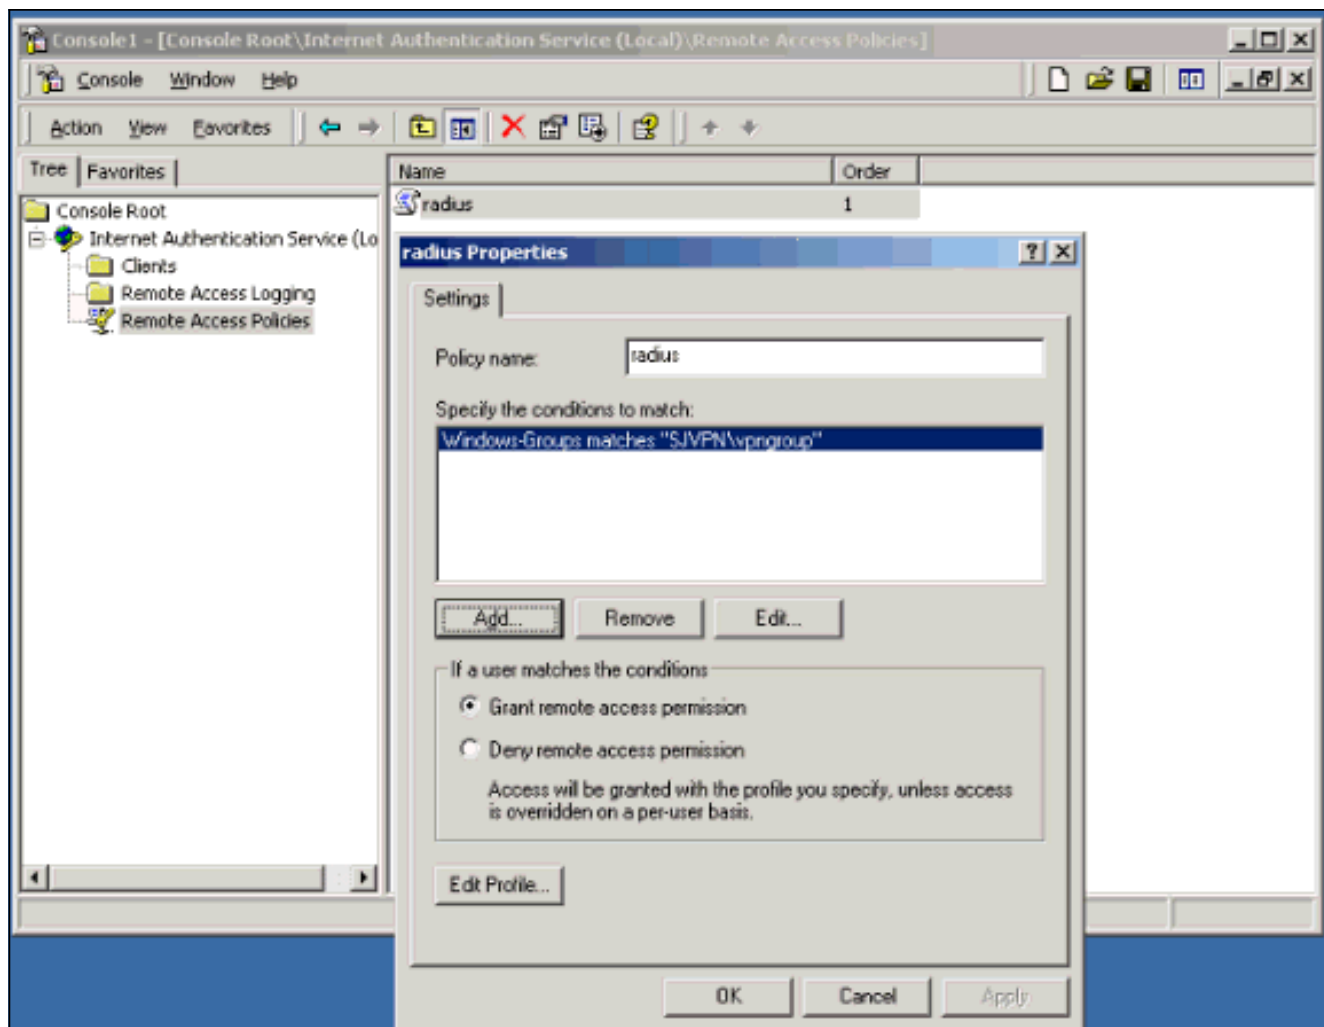 Console1 - [Console Root\Internet Authentication Service (Local)\Remote Access Policies]
Console Window Help
Action View Favorites
Tree Favorites
Name Order
Console Root
radius 1
Internet Authentication Service (Lo
Clients
Remote Access Logging
Remote Access Policies
radius Properties
Settings
Policy name: radius
Specify the conditions to match:
Windows-Groups matches "SJVPN\vpngroup"
Add... Remove Edit...
If a user matches the conditions
Grant remote access permission
Deny remote access permission
Access will be granted with the profile you specify, unless access
is overridden on a per-user basis.
Edit Profile...
OK Cancel Apply